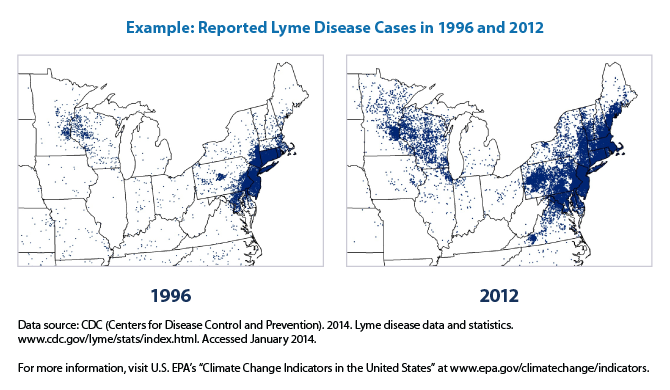 Example: Reported Lyme Disease Cases in 1996 and 2012
1996
2012
Data source: CDC (Centers for Disease Control and Prevention). 2014. Lyme disease data and statistics.
www.cdc.gov/lyme/stats/index.html. Accessed January 2014.
For more information, visit U.S. EPA’s “Climate Change Indicators in the United States” at www.epa.gov/climatechange/indicators.